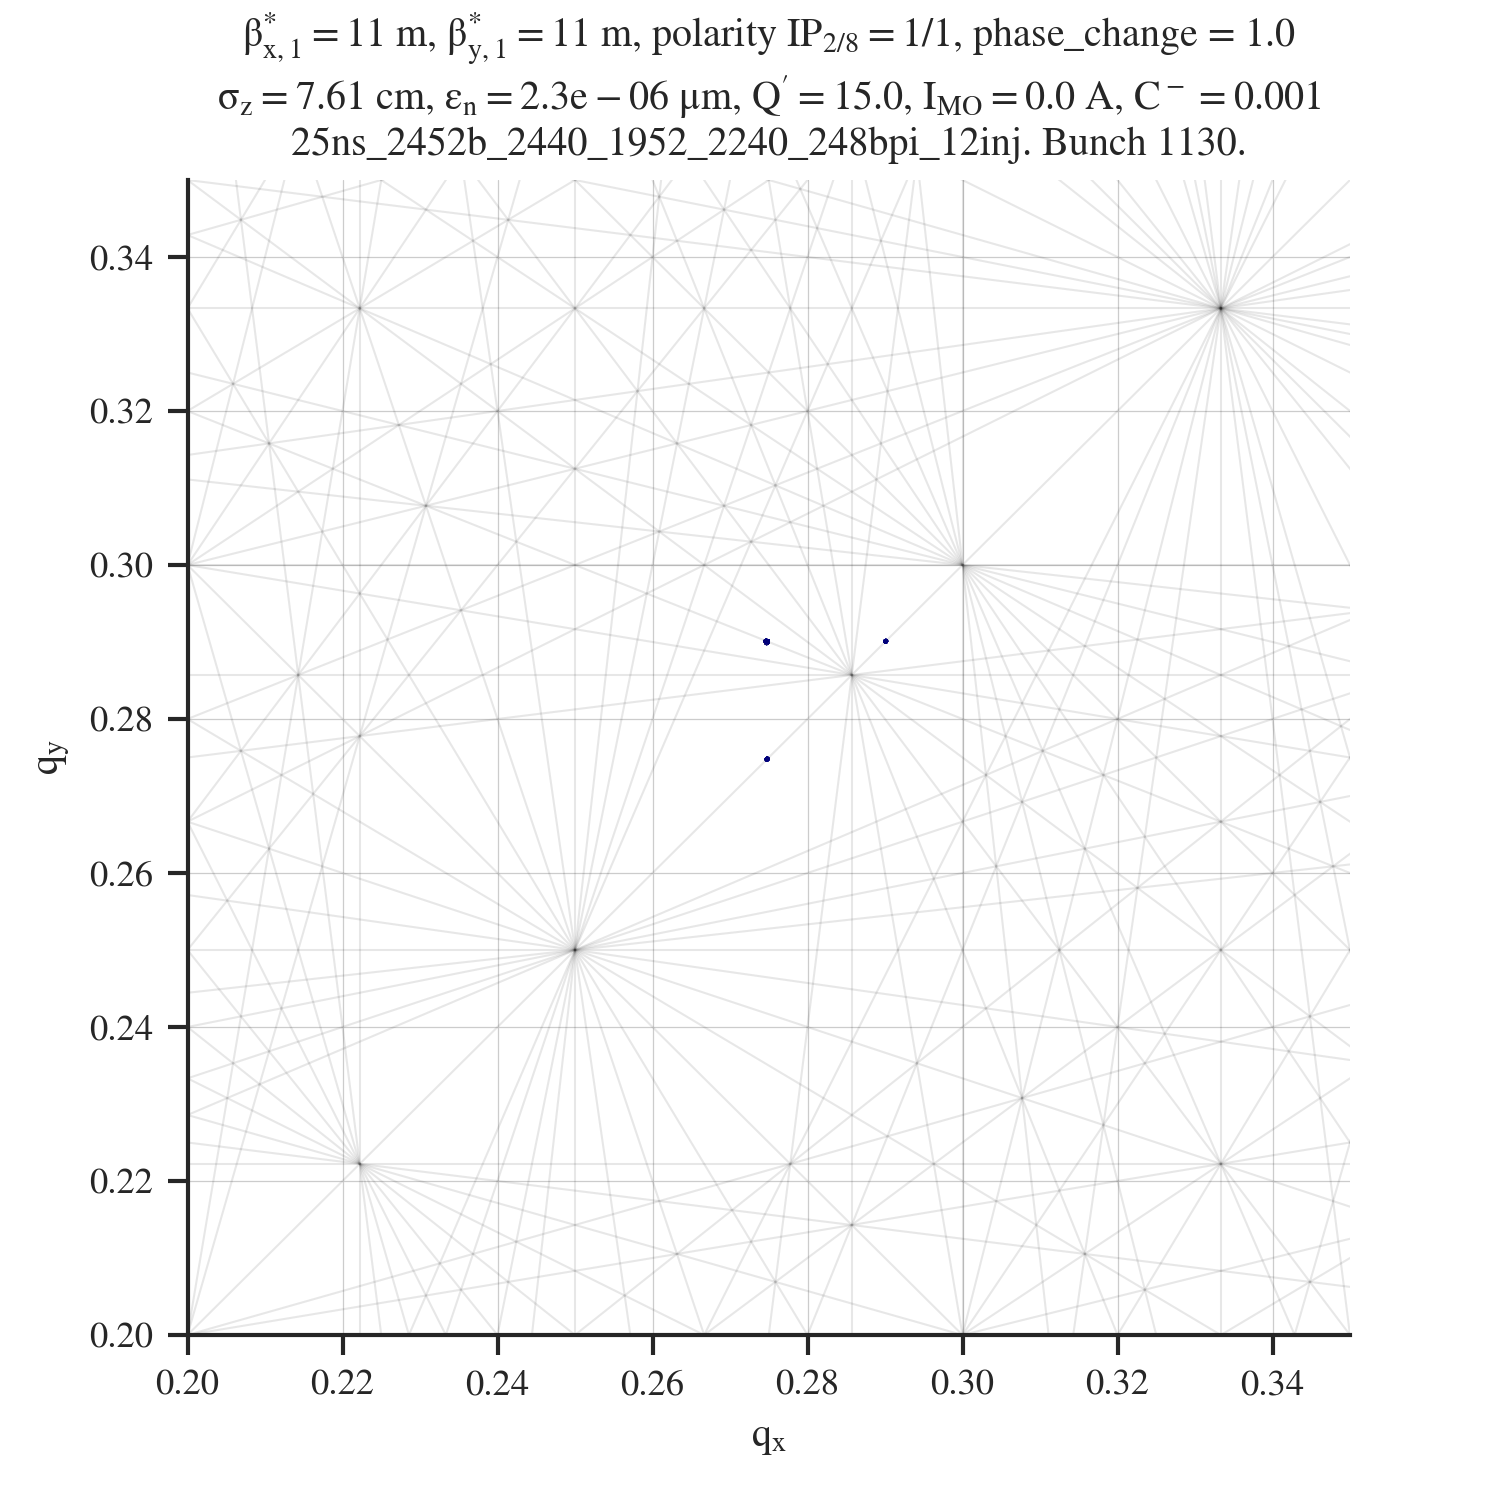 β*x, 1 = 11 m, β*y, 1 = 11 m, polarity IP2/8 = 1/1, phase_change = 1.0
σz = 7.61 cm, εn = 2.3e − 06 μm, Q′ = 15.0, IMO = 0.0 A, C− = 0.001
25ns_2452b_2440_1952_2240_248bpi_12inj. Bunch 1130.
0.34
0.32
0.30
0.28
0.26
0.24
0.22
0.20
qy
0.20 0.22 0.24 0.26 0.28 0.30 0.32 0.34
qx